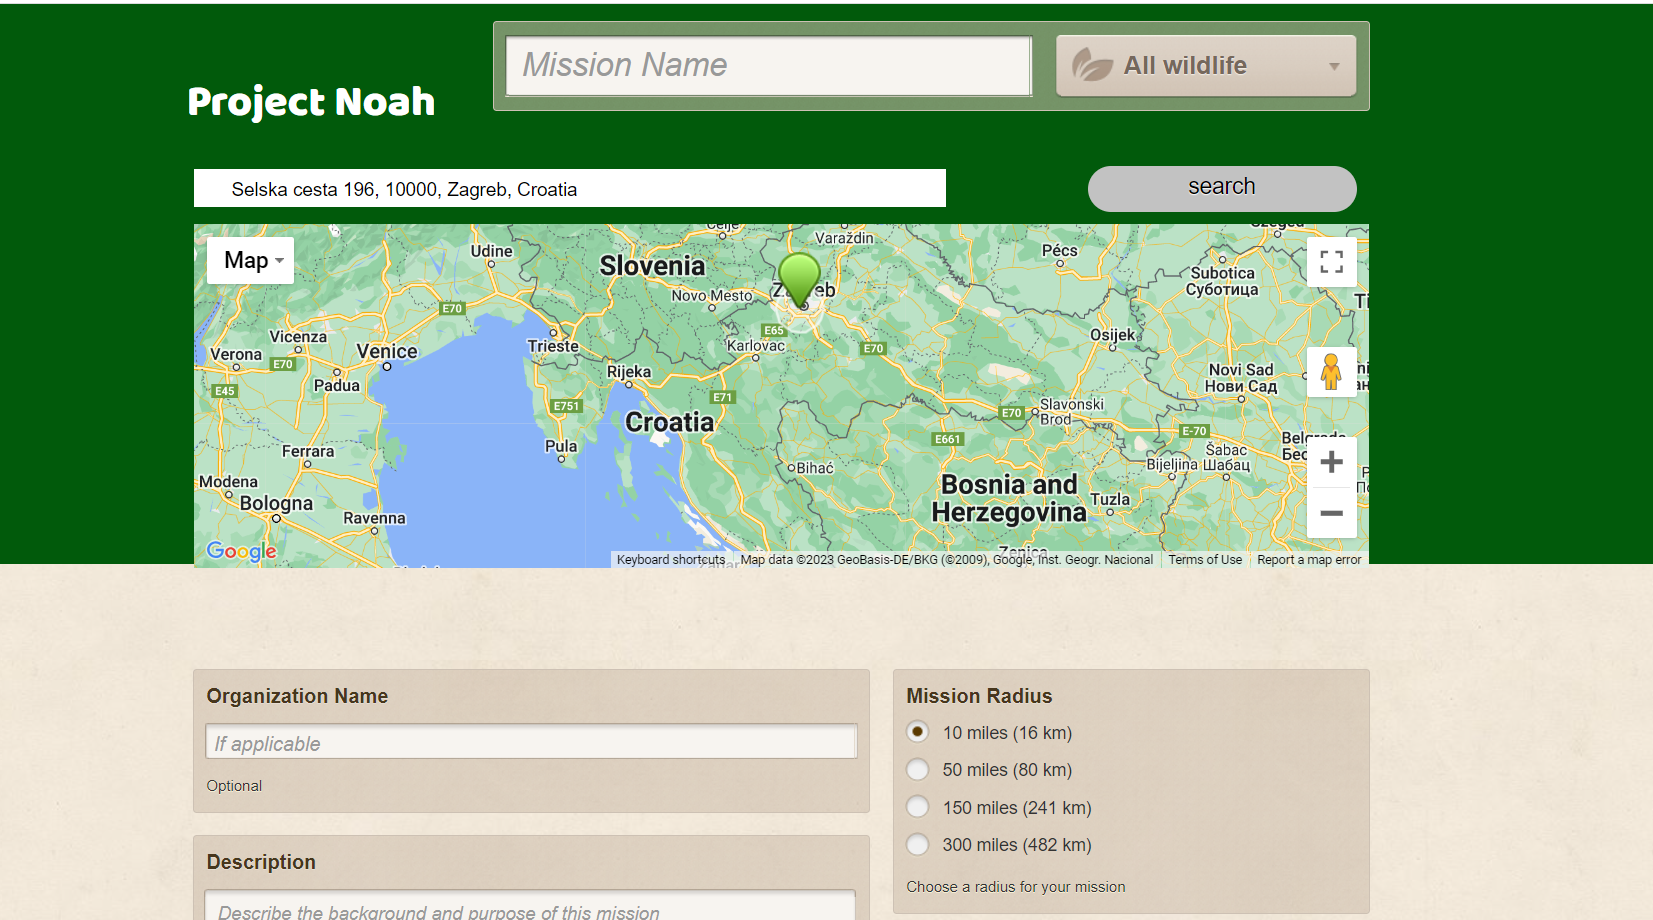 Mission Name
All wildlife
Project Noah
Selska cesta 196, 10000, Zagreb, Croatia
search
Map
Celje
Varaždin
Udine
Slovenia
Pécs
Szeged
Subotica
Суботица
Novo Mesto
Zagreb
E70
E65
Vicenza
Verona
E70
Venice
Trieste
Karlovac
E70
Osijek
Padua
E45
Rijeka
E71
Novi Sad
Нови Сад
E751
Croatia
E70
Slavonski
Brod
E661
E-70
Pula
Ferrara
Bihać
Šabac
Шабац
Bijeljina
Modena
Bologna
Ravenna
Bosnia and
Herzegovina
Tuzla
Zenica
Google
Keyboard shortcuts
Map data ©2023 GeoBasis-DE/BKG (©2009), Google, Inst. Geogr. Nacional
Terms of Use
Report a map error
Organization Name
If applicable
Optional
Mission Radius
10 miles (16 km)
50 miles (80 km)
150 miles (241 km)
300 miles (482 km)
Choose a radius for your mission
Description
Describe the background and purpose of this mission